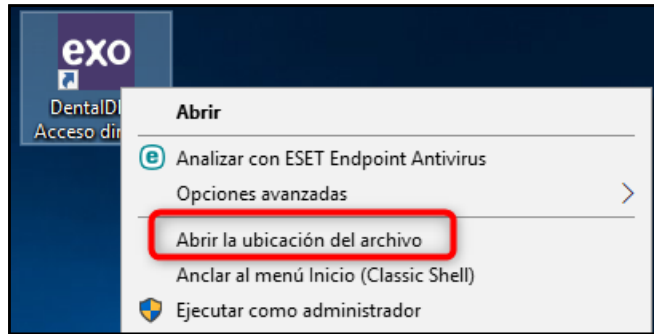 exo
DentalD
Acceso dir
Abrir
Analizar con ESET Endpoint Antivirus
Opciones avanzadas
Abrir la ubicación del archivo
Anclar al menú Inicio (Classic Shell)
Ejecutar como administrador